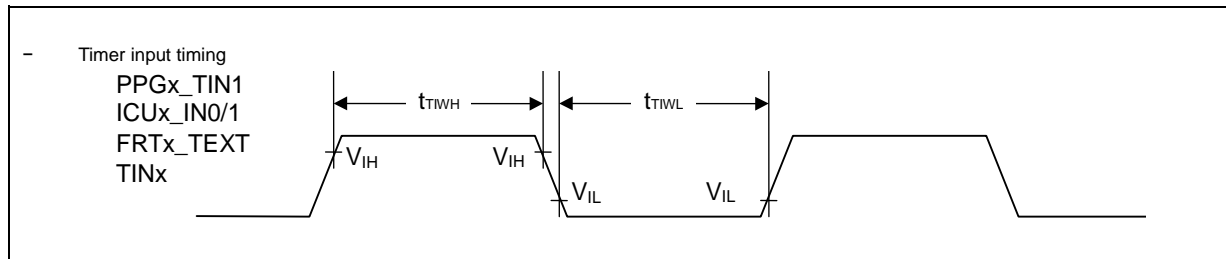 − Timer input timing
PPGx_TIN1
ICUx_IN0/1
FRTx_TEXT
TINx
tTIWH tTIWL
VIH VIH
VIL VIL